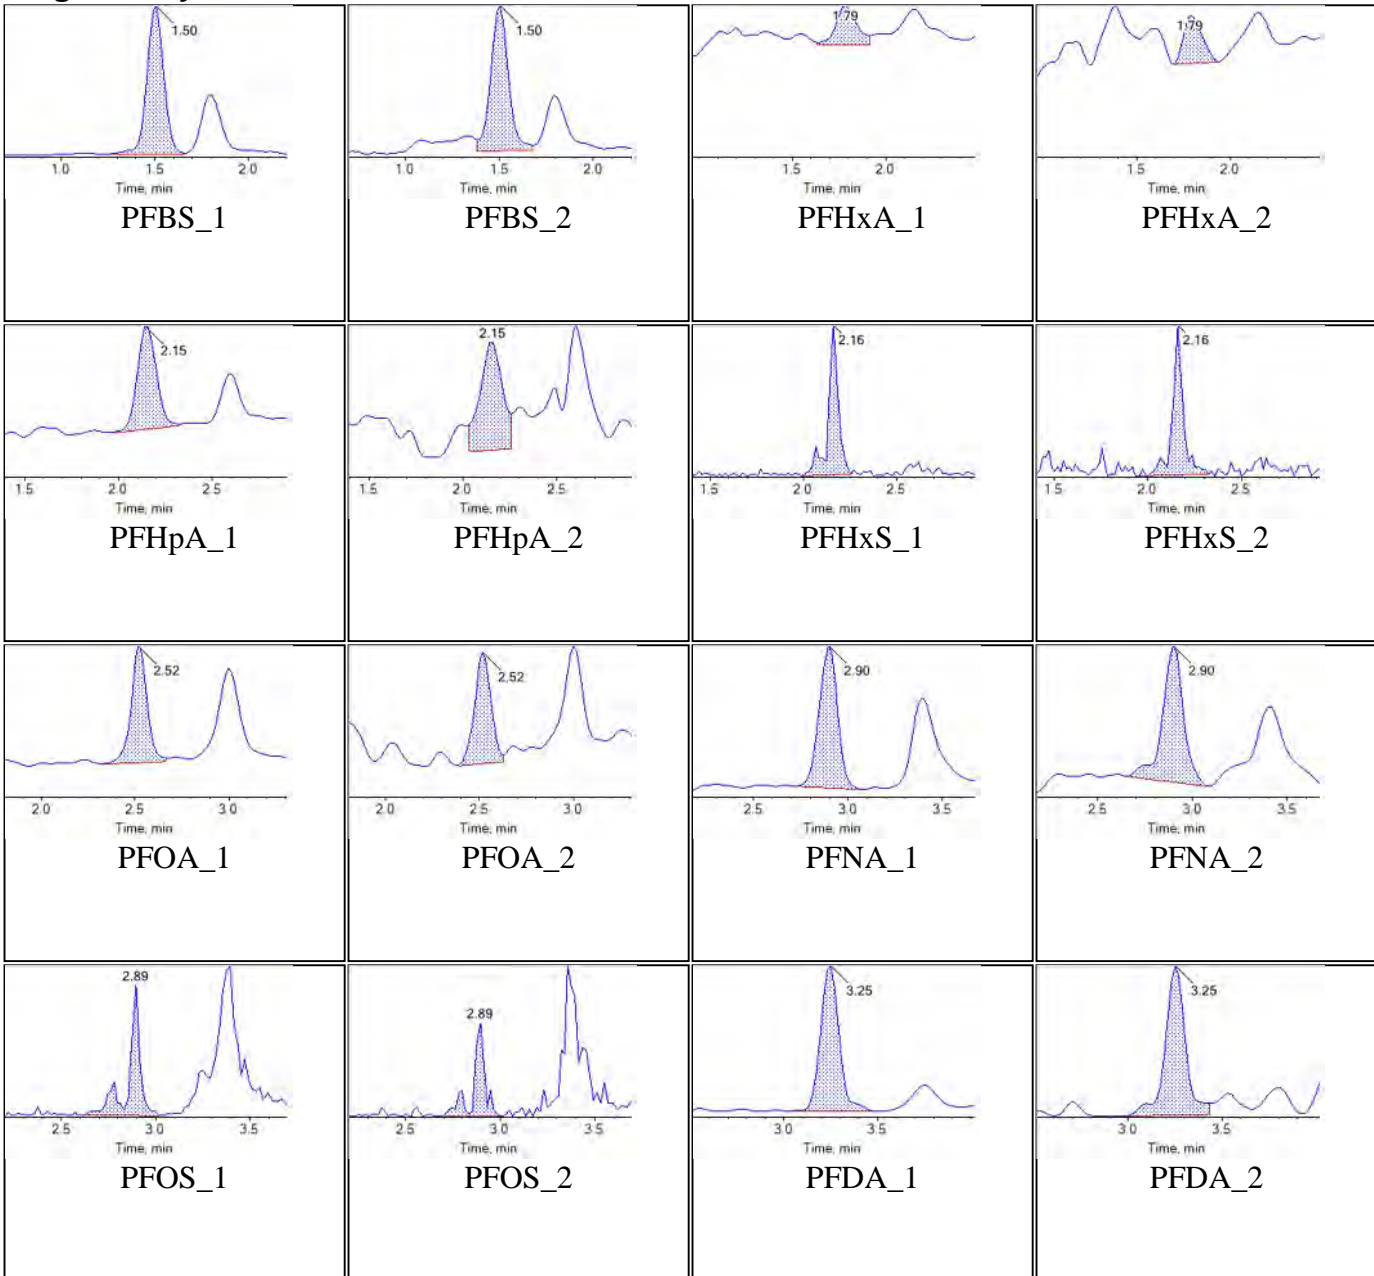 1.50 1.50 1.79 1.79
1.0 1.5 2.0 1.0 1.5 2.0 1.5 2.0 1.5 2.0
Time, min Time, min Time, min Time, min
PFBS_1 PFBS_2 PFHxA_1 PFHxA_2
2.15 2.15 2.16 2.16
1.5 2.0 2.5 1.5 2.0 2.5 1.5 2.0 2.5 1.5 2.0 2.5
Time, min Time, min Time, min Time, min
PFHpA_1 PFHpA_2 PFHxS_1 PFHxS_2
2.52 2.52 2.90 2.90
2.0 2.5 3.0 2.0 2.5 3.0 2.5 3.0 3.5 2.5 3.0 3.5
Time, min Time, min Time, min Time, min
PFOA_1 PFOA_2 PFNA_1 PFNA_2
2.89 2.89 3.25 3.25
2.5 3.0 3.5 2.5 3.0 3.5 3.0 3.5 3.0 3.5
Time, min Time, min Time, min Time, min
PFOS_1 PFOS_2 PFDA_1 PFDA_2